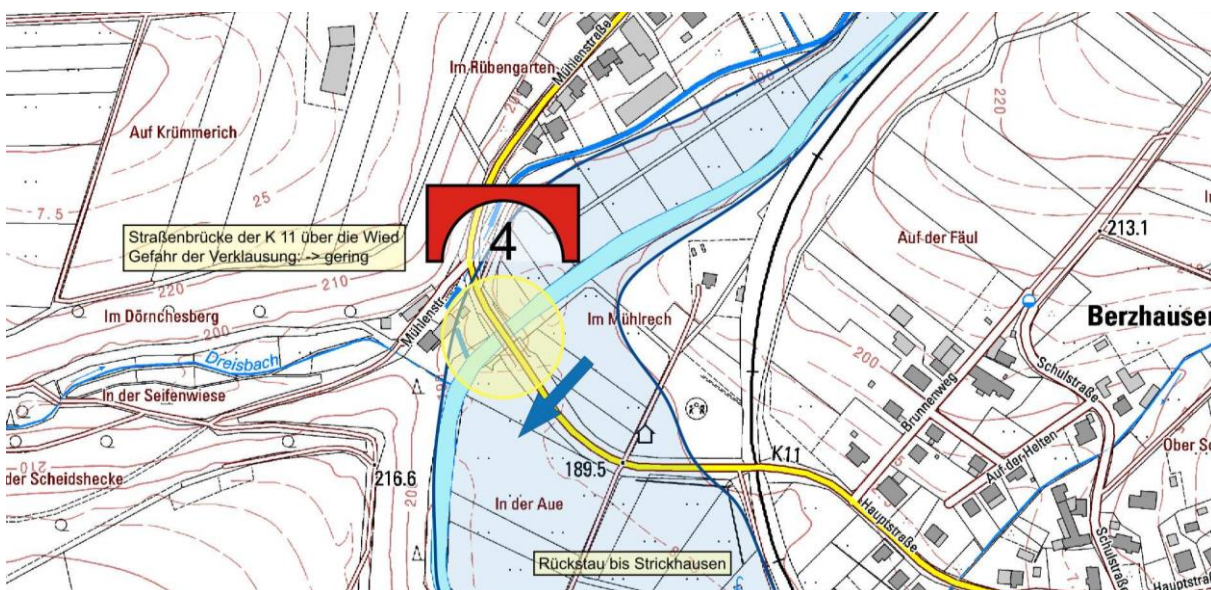 Mühlenstraße
Im Rübengarten
220
Auf Krümmerich
25
7.5
213.1
Auf der Fäul
Straßenbrücke der K 11 über die Wied
Gefahr der Verklausung: -> gering
4
220
210
Im Dörnchesberg
200
Mühlenstr.
Im Mühlrech
Berzhausen
Dreisbach
200
Schulstraße
Brunnenweg
In der Seifenwiese
210
der Scheidshecke
216.6
189.5
K11
Auf-der-Helten
Ober
In der Aue
Hauptstraße
Schulstraße
Rückstau bis Strickhausen
Hauptstraße